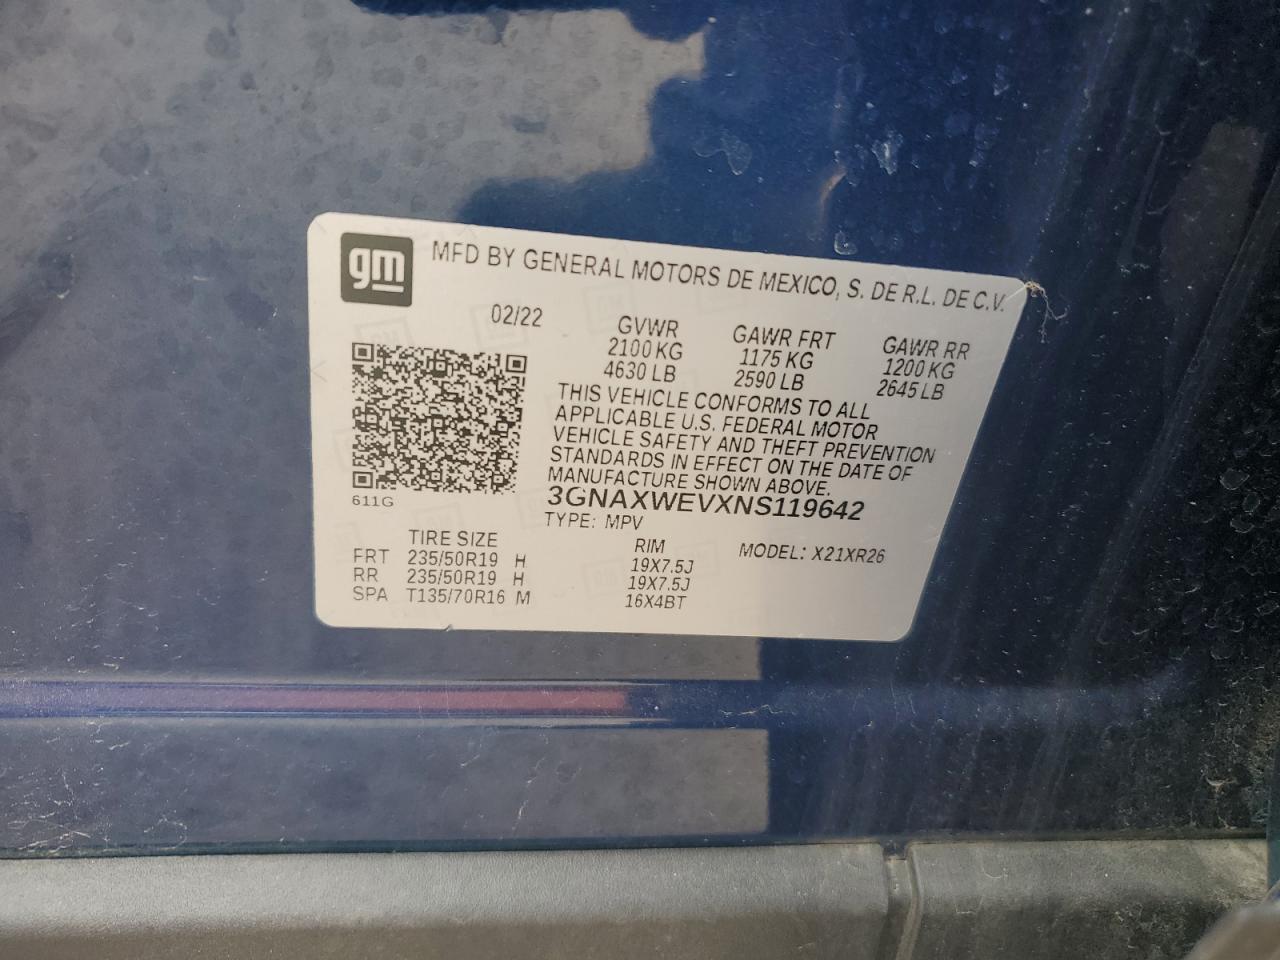 gm MFD BY GENERAL MOTORS DE MEXICO, S. DE R.L. DE C.V.
02/22 GVWR GAWR FRT GAWR RR
2100 KG 1175 KG 1200 KG
4630 LB 2590 LB 2645 LB
THIS VEHICLE CONFORMS TO ALL
APPLICABLE U.S. FEDERAL MOTOR
VEHICLE SAFETY AND THEFT PREVENTION
STANDARDS IN EFFECT ON THE DATE OF
MANUFACTURE SHOWN ABOVE.
611G 3GNAXWEVXNS119642
TYPE: MPV
TIRE SIZE RIM MODEL: X21XR26
FRT 235/50R19 H 19X7.5J
RR 235/50R19 H 19X7.5J
SPA T135/70R16 M 16X4BT